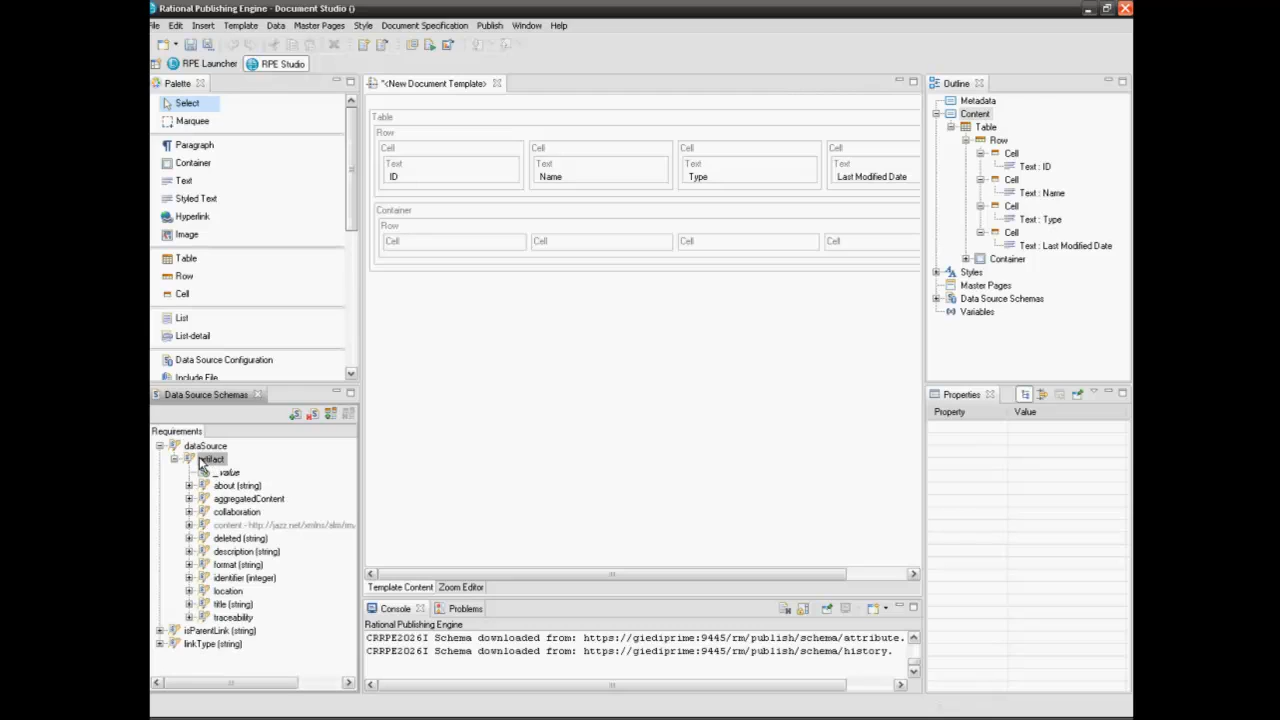 Rational Publishing Engine - Document Studio ()
File Edit Insert Template Data Master Pages Style Document Specification Publish Window Help
RPE Launcher RPE Studio
Palette
Select
Marquee
Paragraph
Container
Text
Styled Text
Hyperlink
Image
Table
Row
Cell
List
List-detail
Data Source Configuration
Include File
Data Source Schemas
Requirements
dataSource
artifact
_value
about (string)
aggregatedContent
collaboration
content - http://jazz.net/xmlns/alm/rm/
deleted (string)
description (string)
format (string)
identifier (integer)
location
title (string)
traceability
isParentLink (string)
linkType (string)
*<New Document Template>
Table
Row
Cell Cell Cell Cell
Text Text Text Text
ID Name Type Last Modified Date
Container
Row
Cell Cell Cell Cell
Template Content Zoom Editor
Console Problems
Rational Publishing Engine
CRRPE2026I Schema downloaded from: https://giediprime:9445/rm/publish/schema/attribute.
CRRPE2026I Schema downloaded from: https://giediprime:9445/rm/publish/schema/history.
Outline
Metadata
Content
Table
Row
Cell
Text : ID
Cell
Text : Name
Cell
Text : Type
Cell
Text : Last Modified Date
Container
Styles
Master Pages
Data Source Schemas
Variables
Properties
Property Value